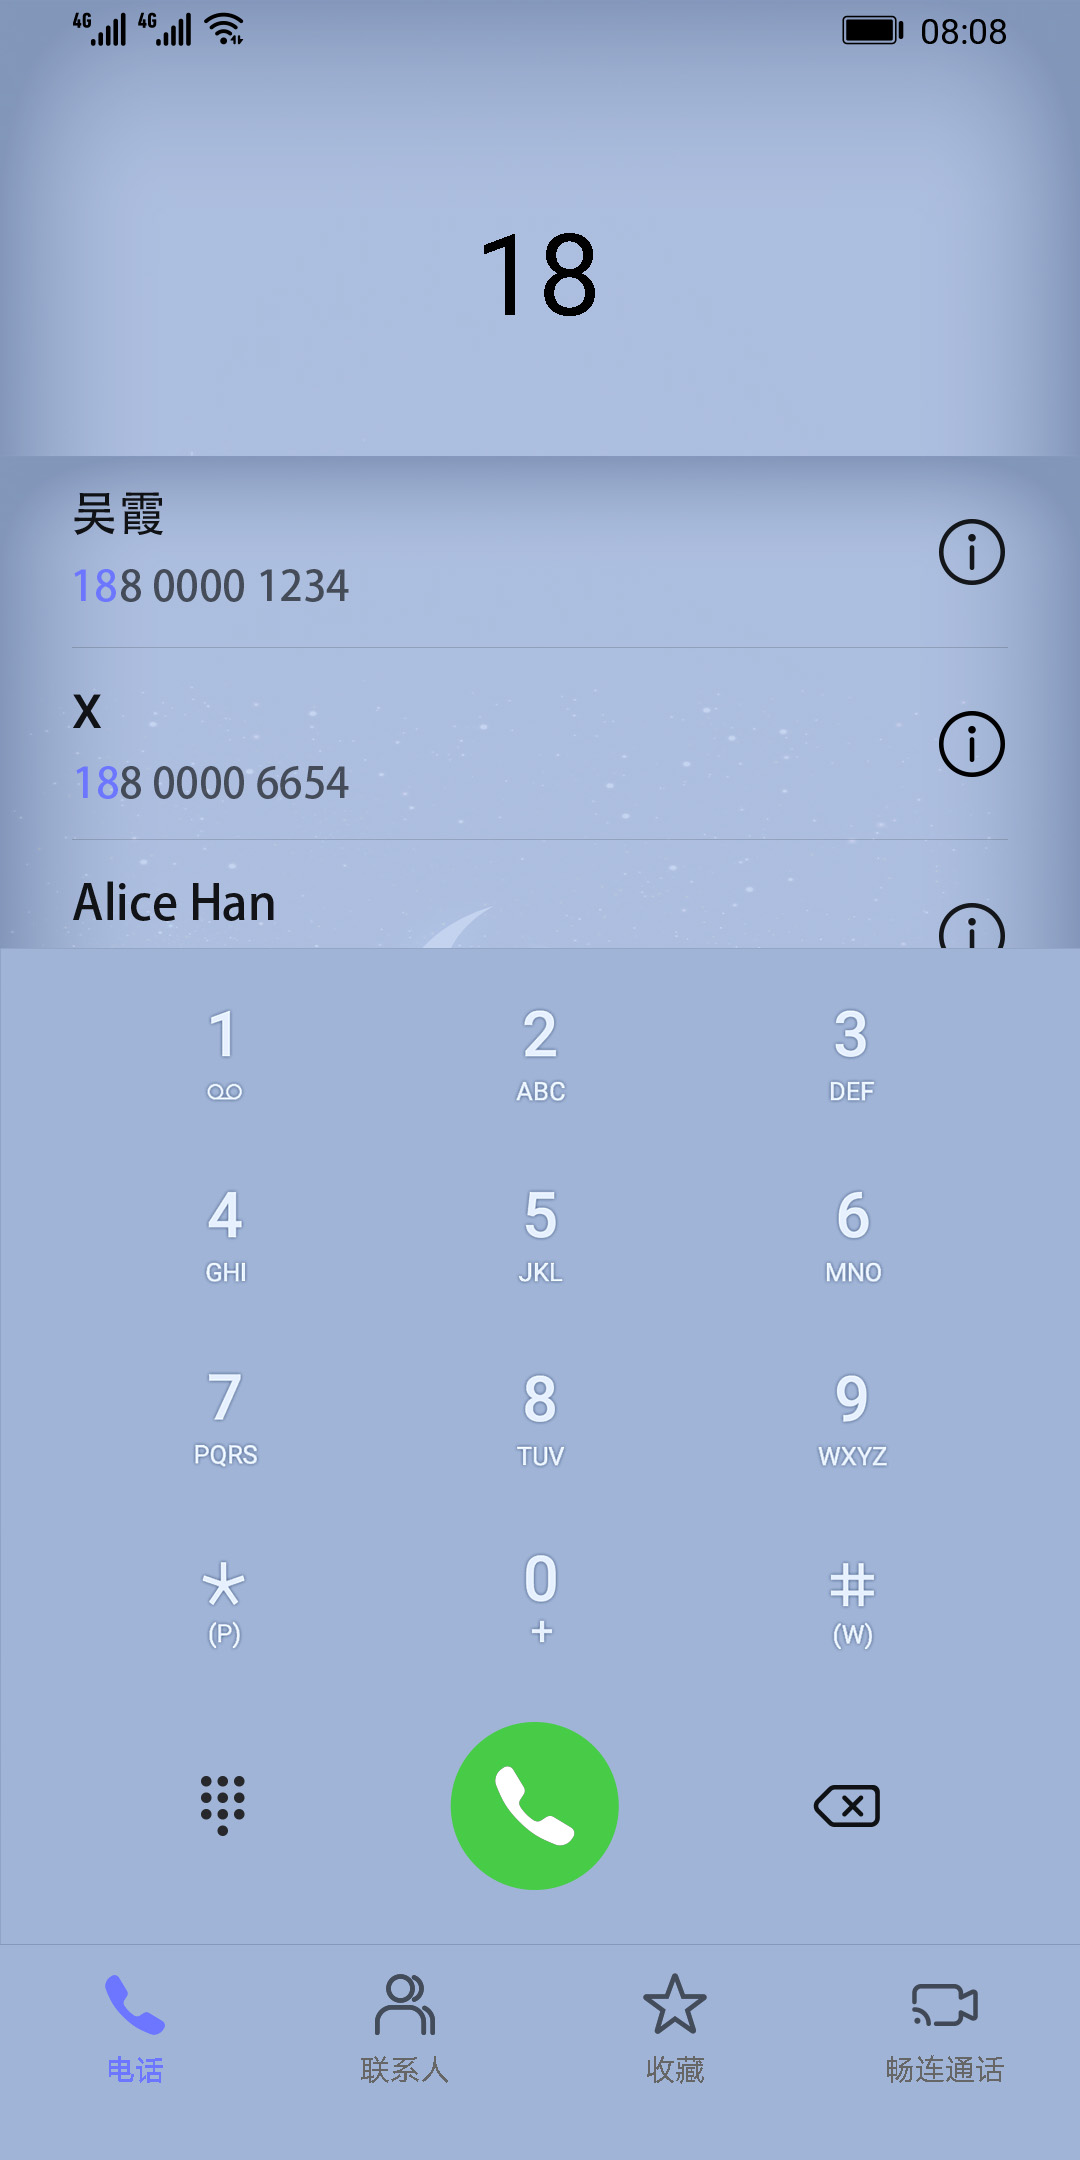 4G 4G 08:08
18
吴霞
188 0000 1234
X
188 0000 6654
Alice Han
1 2 3
ABC DEF
4 5 6
GHI JKL MNO
7 8 9
PQRS TUV WXYZ
* 0 #
(P) + (W)
电话 联系人 收藏 畅连通话